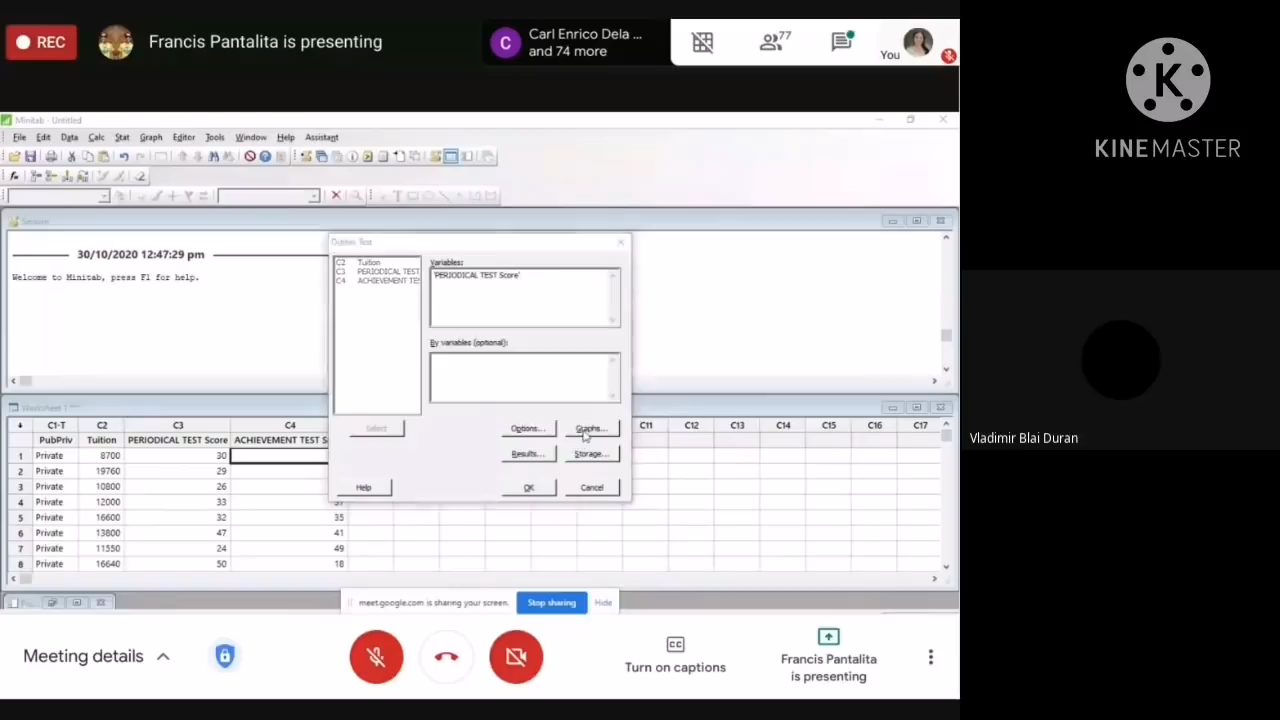 REC
Francis Pantalita is presenting
C
Carl Enrico Dela ...
and 74 more
77
You
K
KINEMASTER
Minitab - Untitled
File Edit Data Calc Stat Graph Editor Tools Window Help Assistant
Session
30/10/2020 12:47:29 pm
Welcome to Minitab, press F1 for help.
Outlier Test
C2 Tuition
C3 PERIODICAL TEST
C4 ACHIEVEMENT TES
Variables:
'PERIODICAL TEST Score'
By variables (optional):
Select
Options...
Graphs...
Results...
Storage...
Help
OK
Cancel
Worksheet 1 ***
C1-T C2 C3 C4 C11 C12 C13 C14 C15 C16 C17
PubPriv Tuition PERIODICAL TEST Score ACHIEVEMENT TEST S
1 Private 8700 30
2 Private 19760 29
3 Private 10800 26
4 Private 12000 33
5 Private 16600 32 35
6 Private 13800 47 41
7 Private 11550 24 49
8 Private 16640 50 18
meet.google.com is sharing your screen.
Stop sharing
Hide
Vladimir Blai Duran
Meeting details
CC
Turn on captions
Francis Pantalita
is presenting